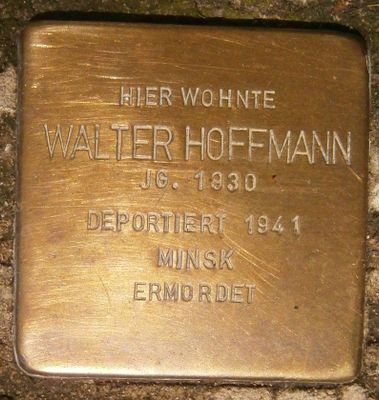 HIER WOHNTE
WALTER HOFFMANN
JG. 1930
DEPORTIERT 1941
MINSK
ERMORDET